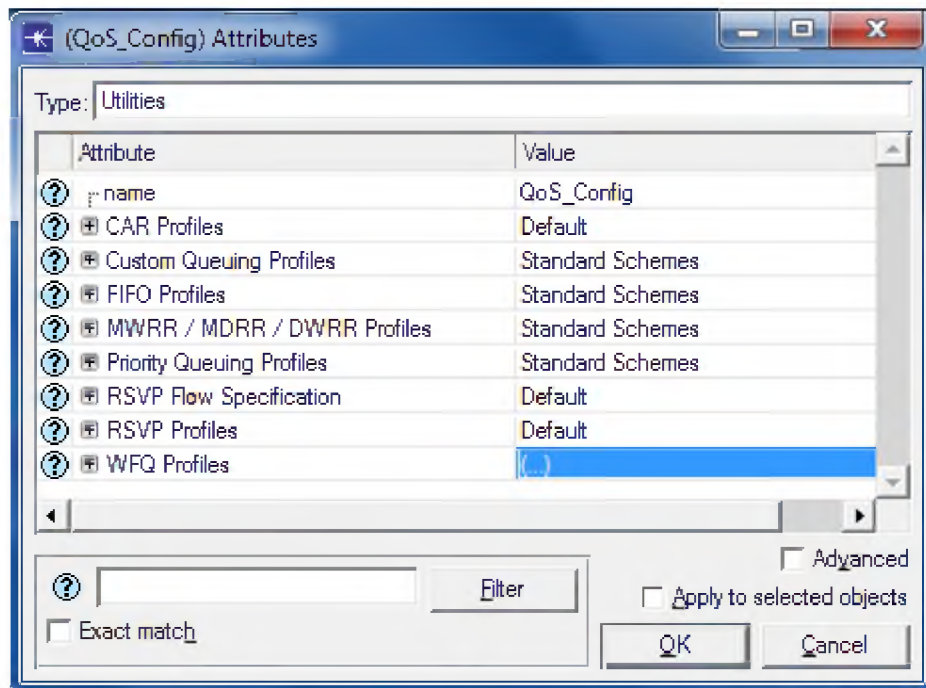 (QoS_Config) Attributes
Type: Utilities
Attribute Value
name QoS_Config
CAR Profiles Default
Custom Queuing Profiles Standard Schemes
FIFO Profiles Standard Schemes
MWRR / MDRR / DWRR Profiles Standard Schemes
Priority Queuing Profiles Standard Schemes
RSVP Flow Specification Default
RSVP Profiles Default
WFQ Profiles (...)
Advanced
Filter
Apply to selected objects
Exact match
OK Cancel